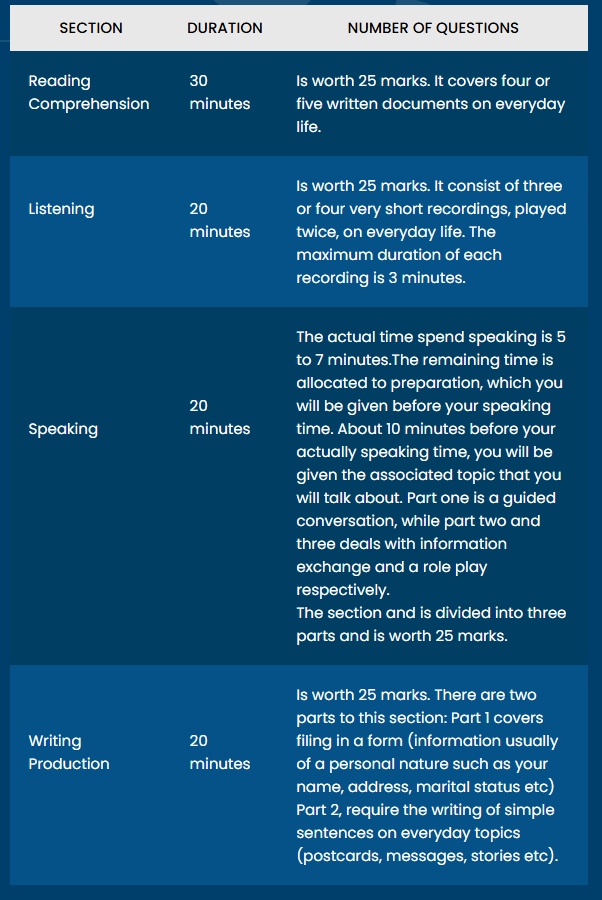 SECTION DURATION NUMBER OF QUESTIONS
Reading
Comprehension
30
minutes
Is worth 25 marks. It covers four or
five written documents on everyday
life.
Listening
20
minutes
Is worth 25 marks. It consist of three
or four very short recordings, played
twice, on everyday life. The
maximum duration of each
recording is 3 minutes.
Speaking
20
minutes
The actual time spend speaking is 5
to 7 minutes.The remaining time is
allocated to preparation, which you
will be given before your speaking
time. About 10 minutes before your
actually speaking time, you will be
given the associated topic that you
will talk about. Part one is a guided
conversation, while part two and
three deals with information
exchange and a role play
respectively.
The section and is divided into three
parts and is worth 25 marks.
Writing
Production
20
minutes
Is worth 25 marks. There are two
parts to this section: Part 1 covers
filing in a form (information usually
of a personal nature such as your
name, address, marital status etc)
Part 2, require the writing of simple
sentences on everyday topics
(postcards, messages, stories etc).